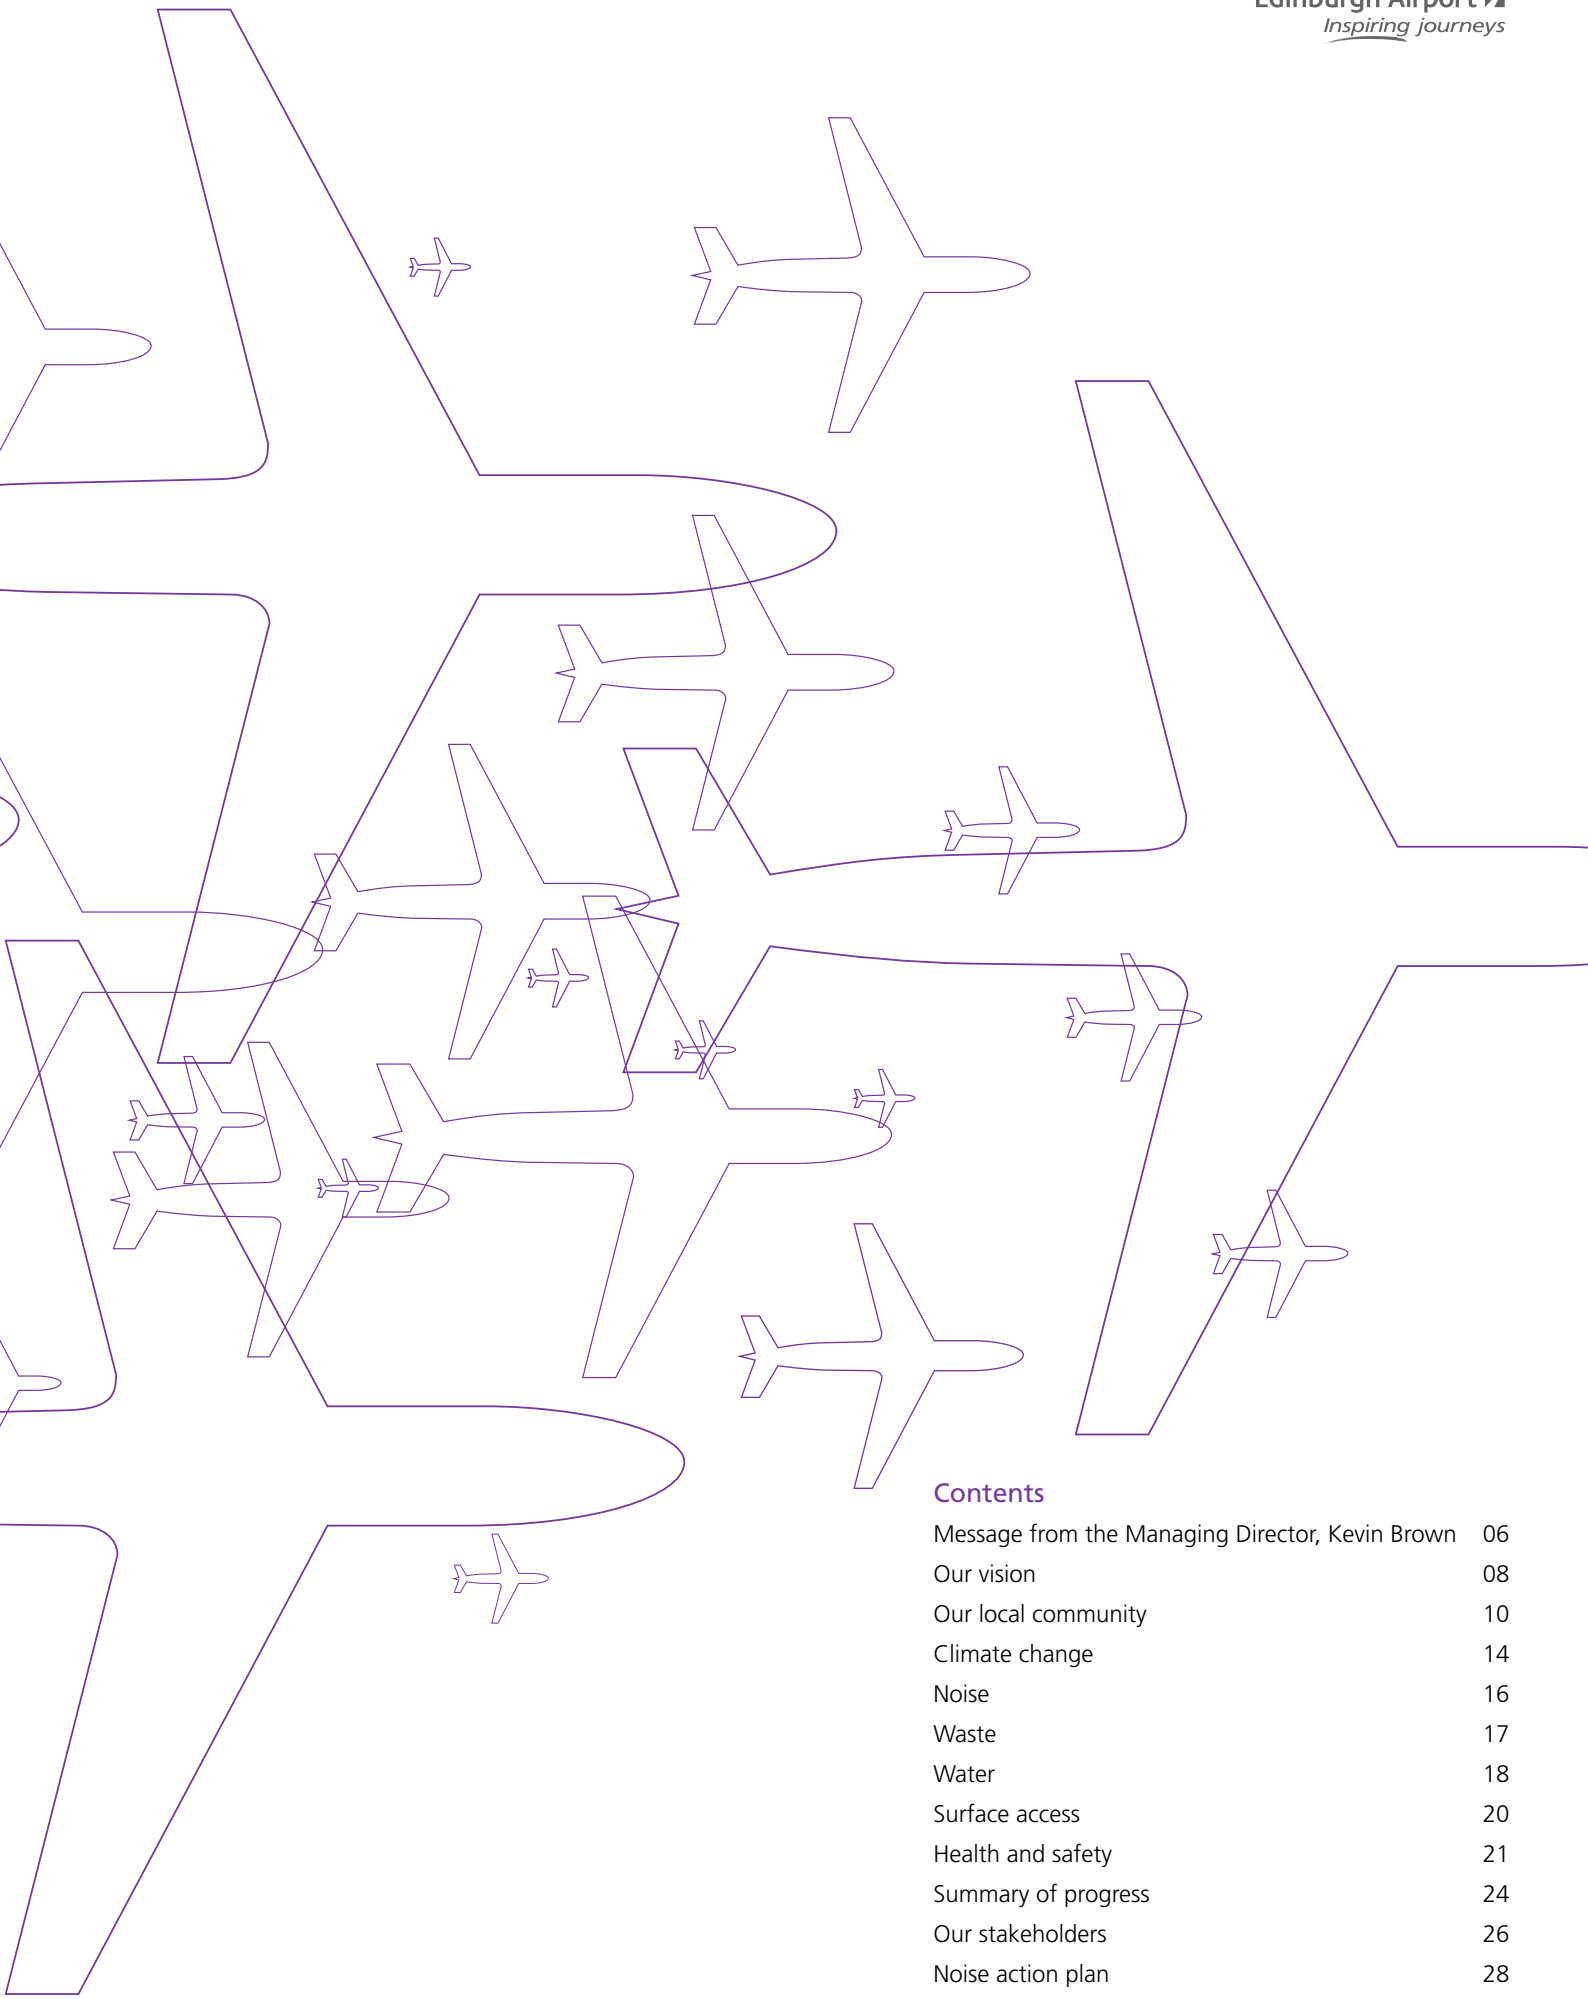 Edinburgh Airport
Inspiring journeys
Contents
Message from the Managing Director, Kevin Brown 06
Our vision 08
Our local community 10
Climate change 14
Noise 16
Waste 17
Water 18
Surface access 20
Health and safety 21
Summary of progress 24
Our stakeholders 26
Noise action plan 28